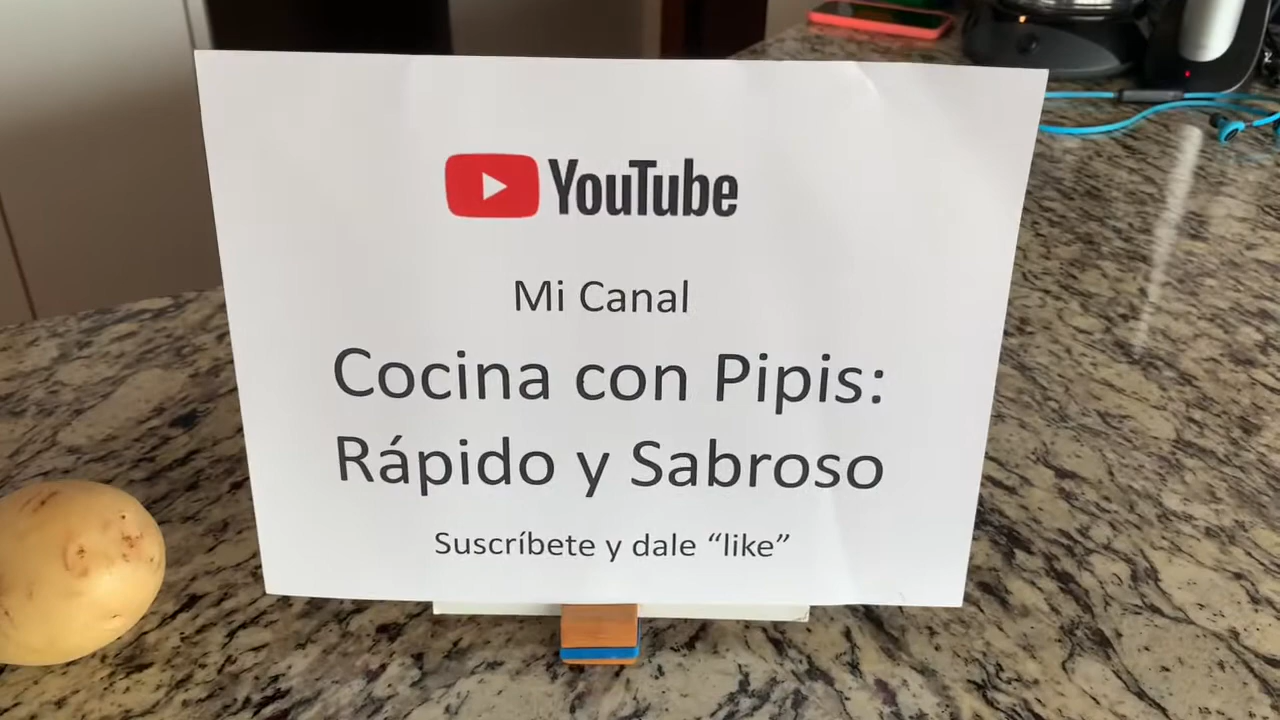 YouTube
Mi Canal
Cocina con Pipis:
Rápido y Sabroso
Suscríbete y dale “like”